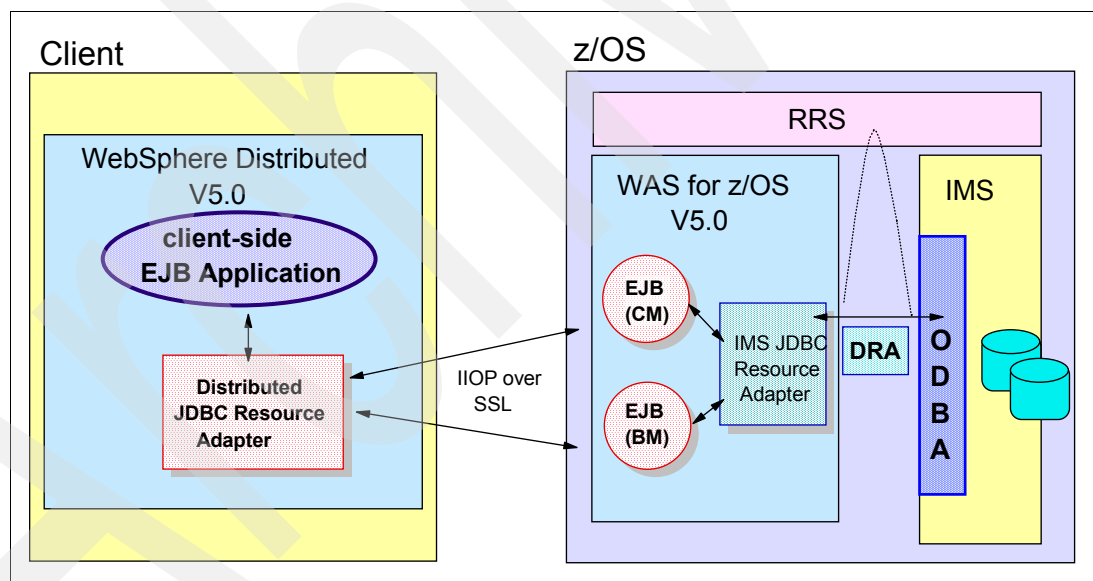 Client
WebSphere Distributed
V5.0
client-side
EJB Application
Distributed
JDBC Resource
Adapter
IIOP over
SSL
z/OS
RRS
WAS for z/OS
V5.0
EJB
(CM)
EJB
(BM)
IMS JDBC
Resource
Adapter
DRA
IMS
O
D
B
A